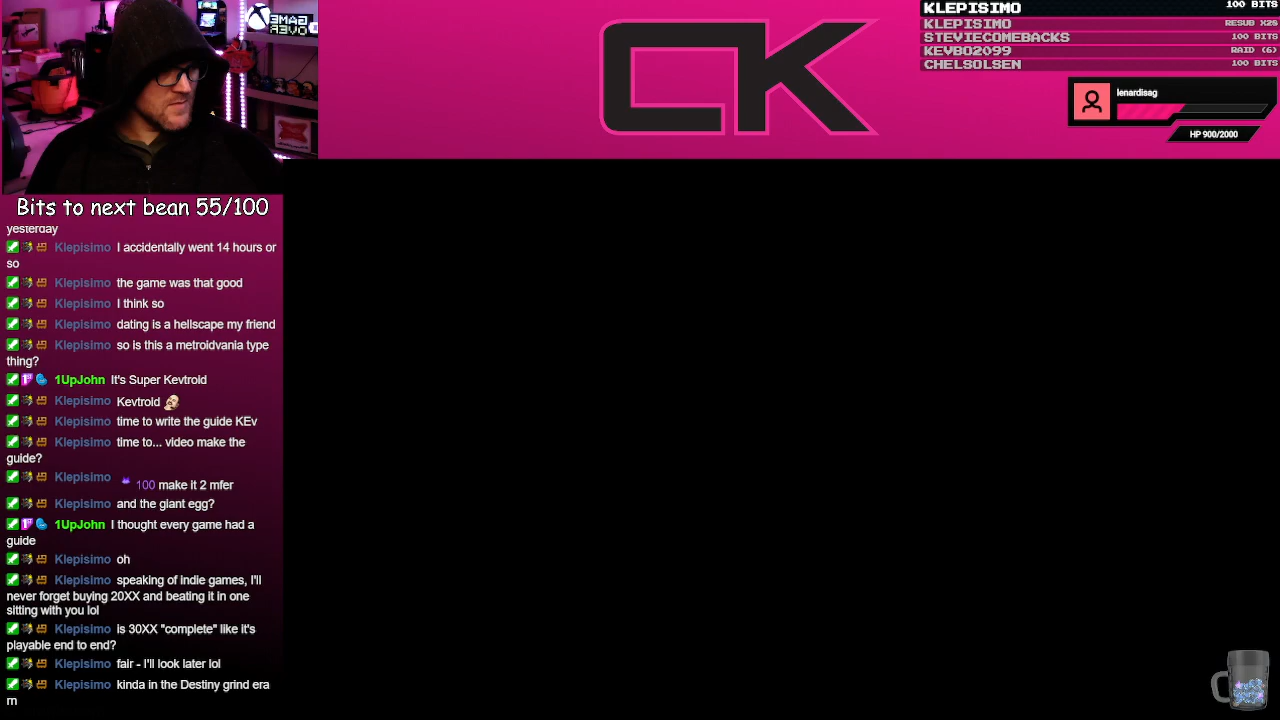 GAME
OVER
CK
KLEPISIMO 100 BITS
KLEPISIMO RESUB X26
STEVIECOMEBACKS 100 BITS
KEVBO2099 RAID (6)
CHELSOLSEN 100 BITS
lenardisag
HP 900/2000
Bits to next bean 55/100
yesterday
Klepisimo I accidentally went 14 hours or
so
Klepisimo the game was that good
Klepisimo I think so
Klepisimo dating is a hellscape my friend
Klepisimo so is this a metroidvania type
thing?
1UpJohn It's Super Kevtroid
Klepisimo Kevtroid
Klepisimo time to write the guide KEv
Klepisimo time to... video make the
guide?
Klepisimo 100 make it 2 mfer
Klepisimo and the giant egg?
1UpJohn I thought every game had a
guide
Klepisimo oh
Klepisimo speaking of indie games, I'll
never forget buying 20XX and beating it in one
sitting with you lol
Klepisimo is 30XX "complete" like it's
playable end to end?
Klepisimo fair - I'll look later lol
Klepisimo kinda in the Destiny grind era
m